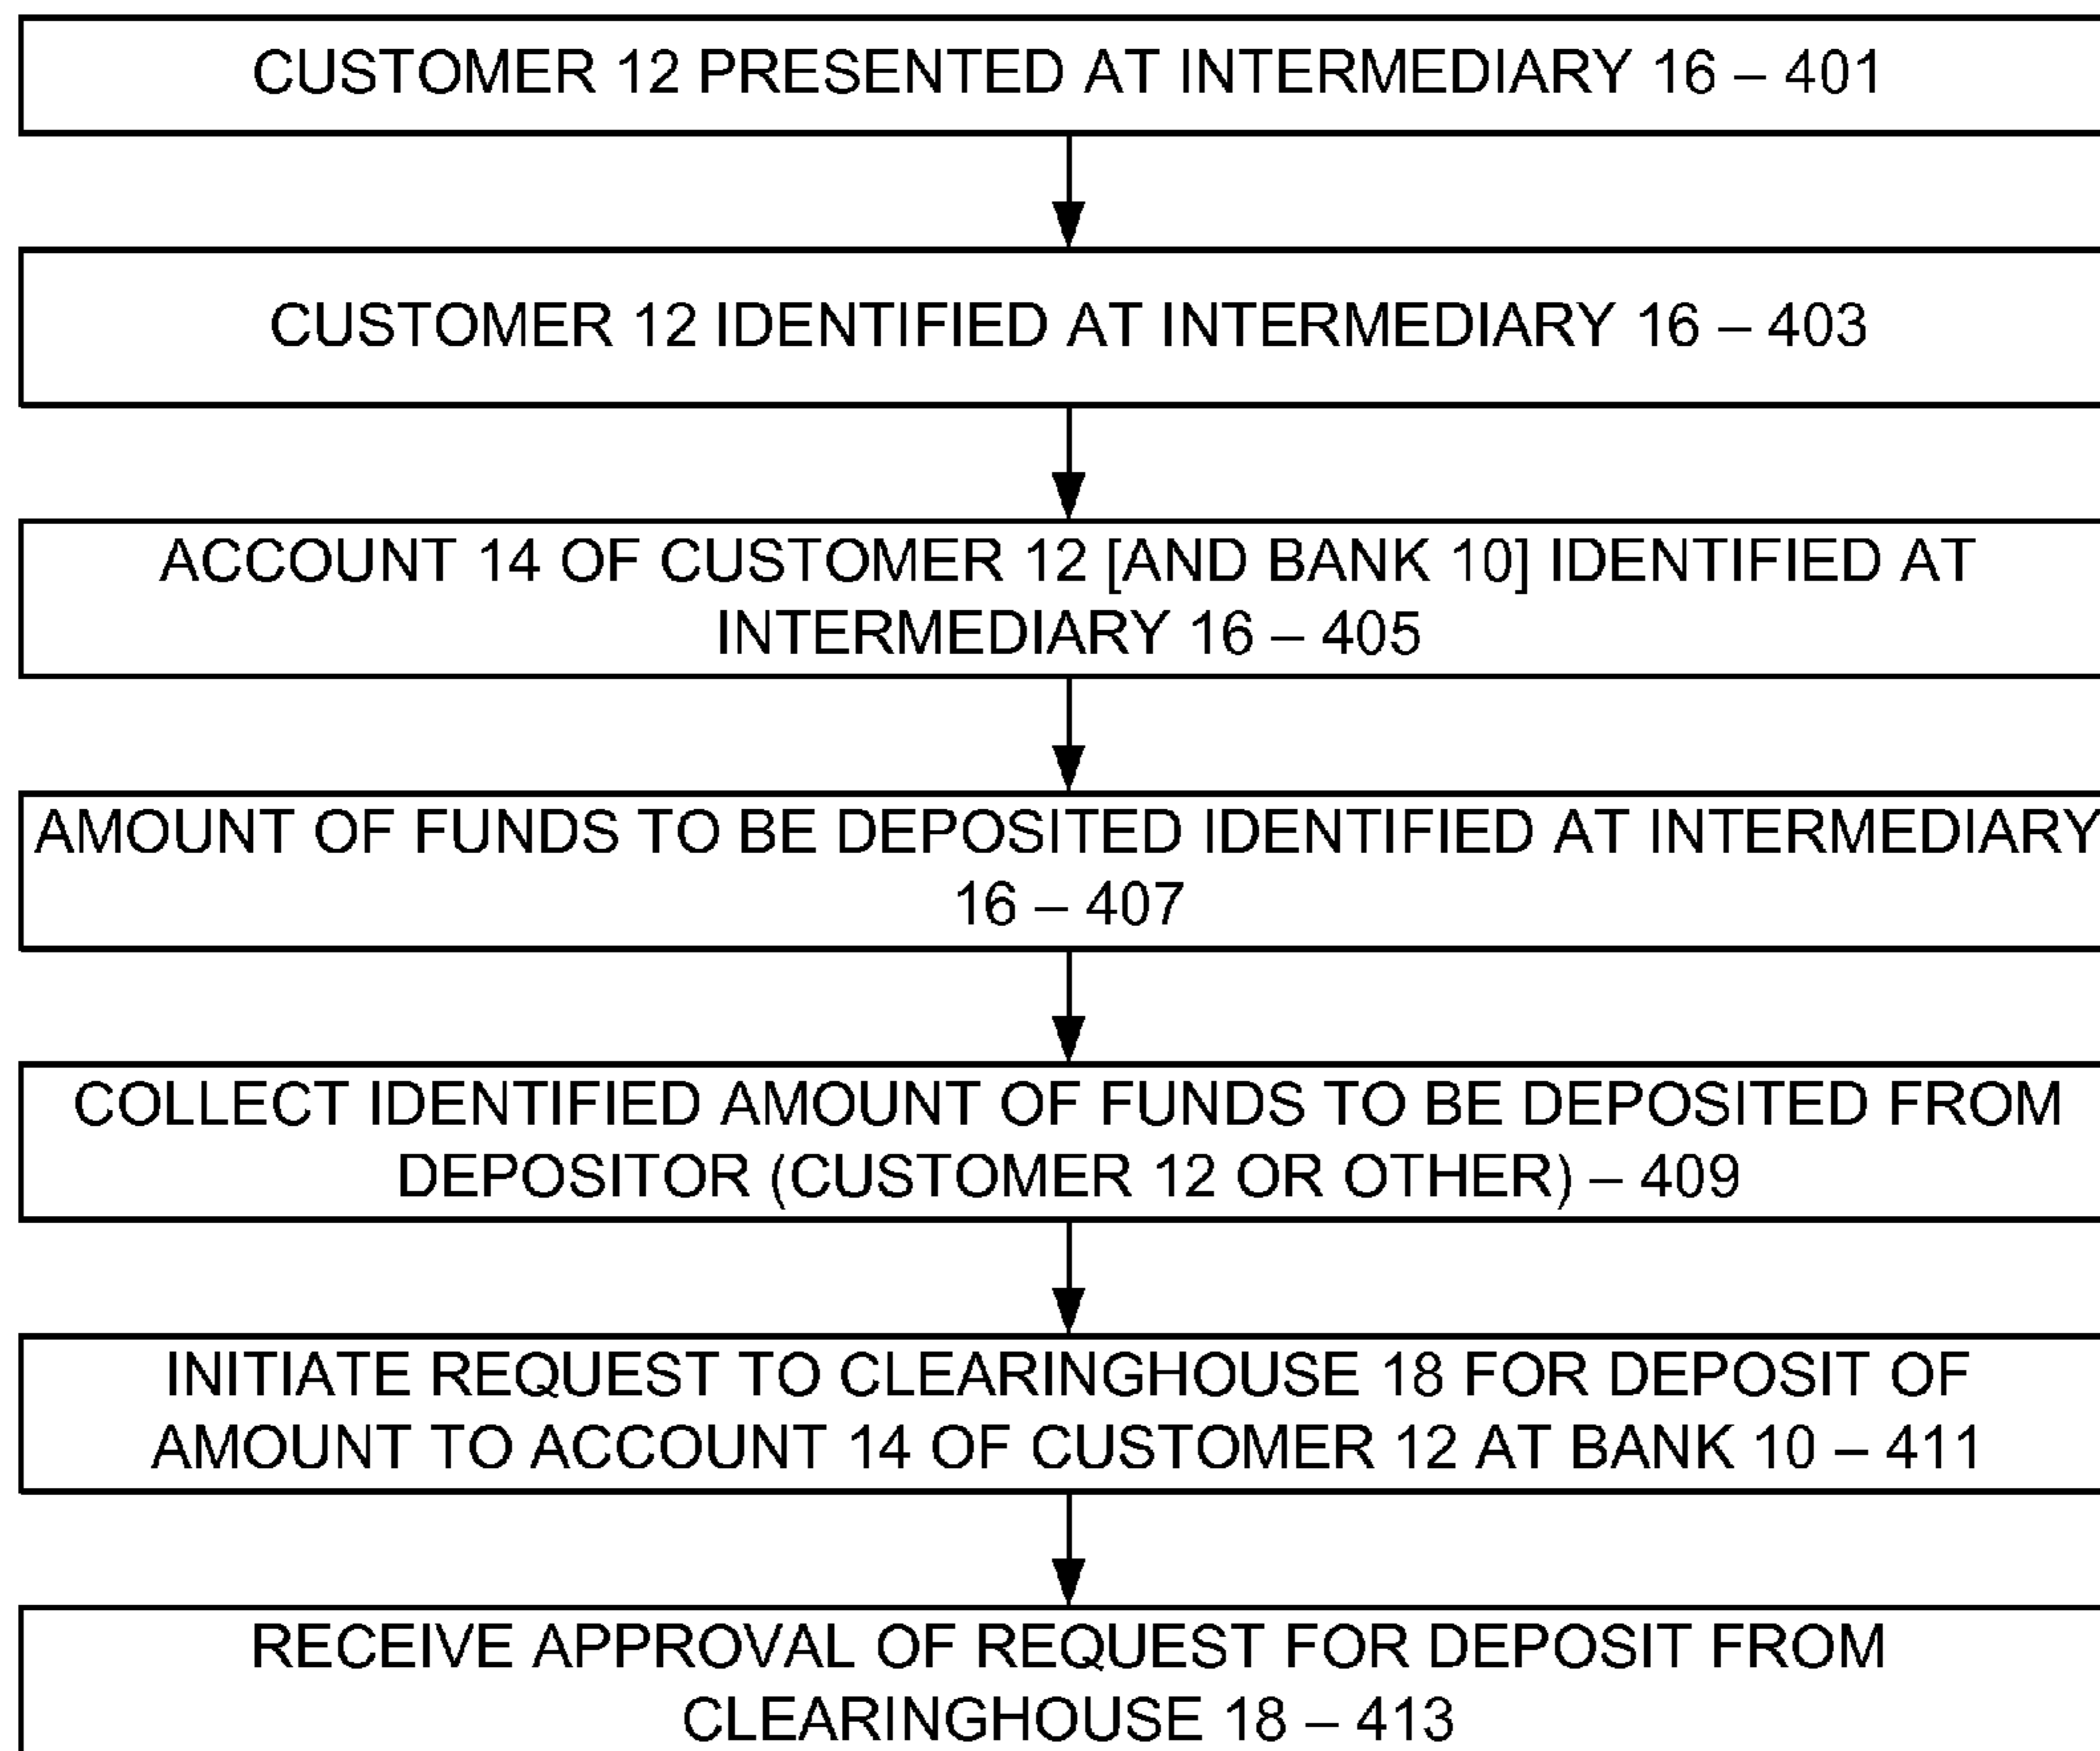 CUSTOMER 12 PRESENTED AT INTERMEDIARY 16 – 401
CUSTOMER 12 IDENTIFIED AT INTERMEDIARY 16 – 403
ACCOUNT 14 OF CUSTOMER 12 [AND BANK 10] IDENTIFIED AT
INTERMEDIARY 16 – 405
AMOUNT OF FUNDS TO BE DEPOSITED IDENTIFIED AT INTERMEDIARY
16 – 407
COLLECT IDENTIFIED AMOUNT OF FUNDS TO BE DEPOSITED FROM
DEPOSITOR (CUSTOMER 12 OR OTHER) – 409
INITIATE REQUEST TO CLEARINGHOUSE 18 FOR DEPOSIT OF
AMOUNT TO ACCOUNT 14 OF CUSTOMER 12 AT BANK 10 – 411
RECEIVE APPROVAL OF REQUEST FOR DEPOSIT FROM
CLEARINGHOUSE 18 – 413